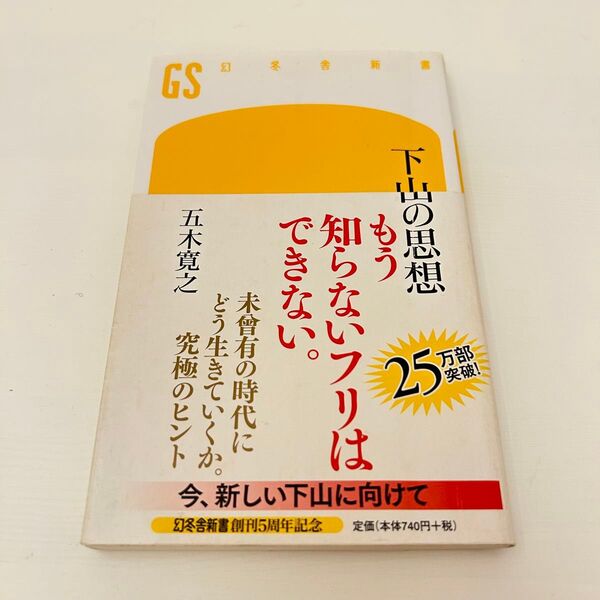 GS 幻冬舎新書
下山の思想
五木寛之
もう
知らないフリは
できない。
25万部
突破!
未曾有の時代に
どう生きていくか。
究極のヒント
今、新しい下山に向けて
幻冬舎新書 創刊5周年記念
定価(本体740円+税)